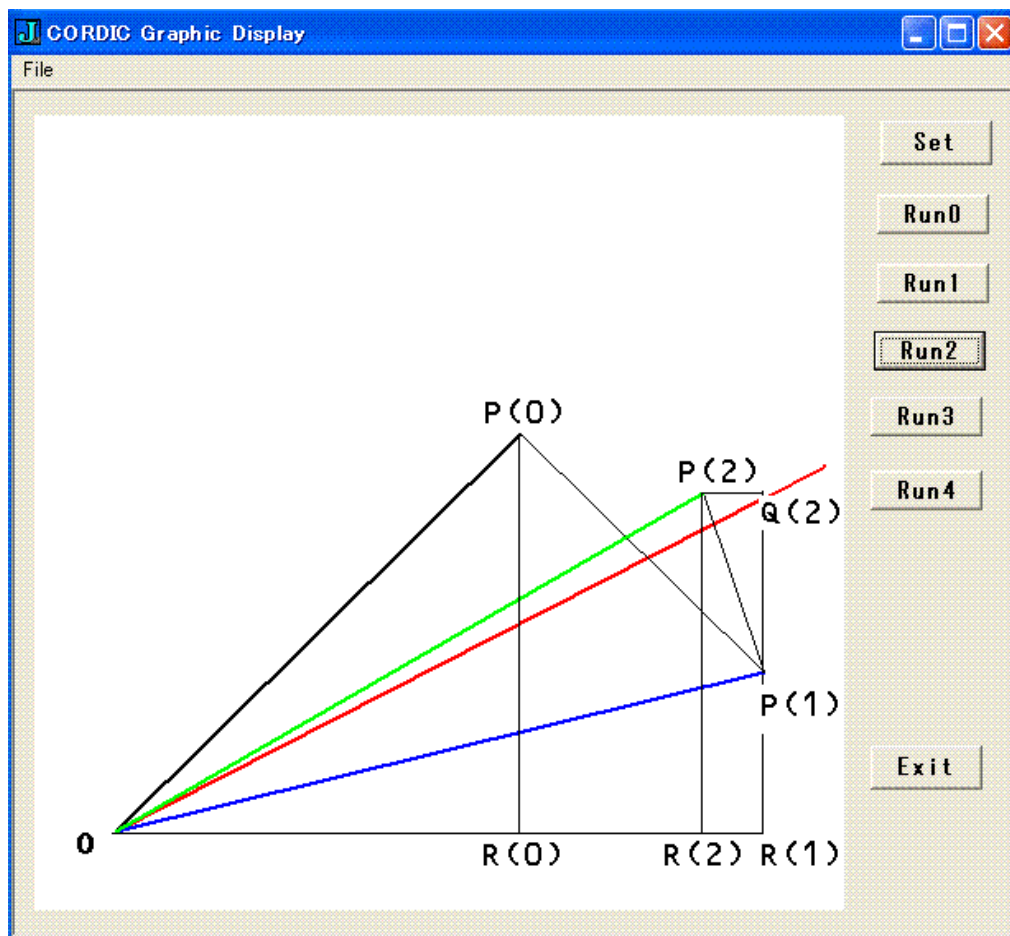 CORDIC Graphic Display
File
Set
Run0
Run1
Run2
Run3
Run4
Exit
P(0)
P(2)
Q(2)
P(1)
O
R(0)
R(2)
R(1)